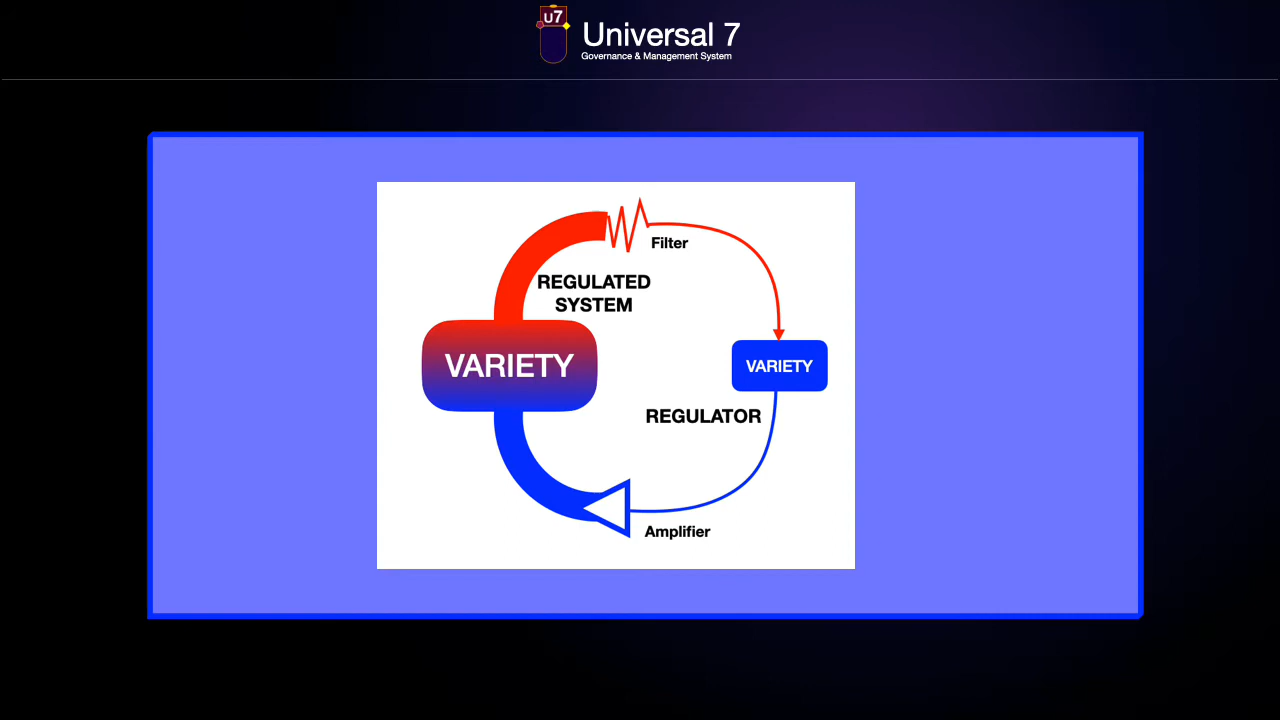 U7
Universal 7
Governance & Management System
Filter
REGULATED
SYSTEM
VARIETY
VARIETY
REGULATOR
Amplifier